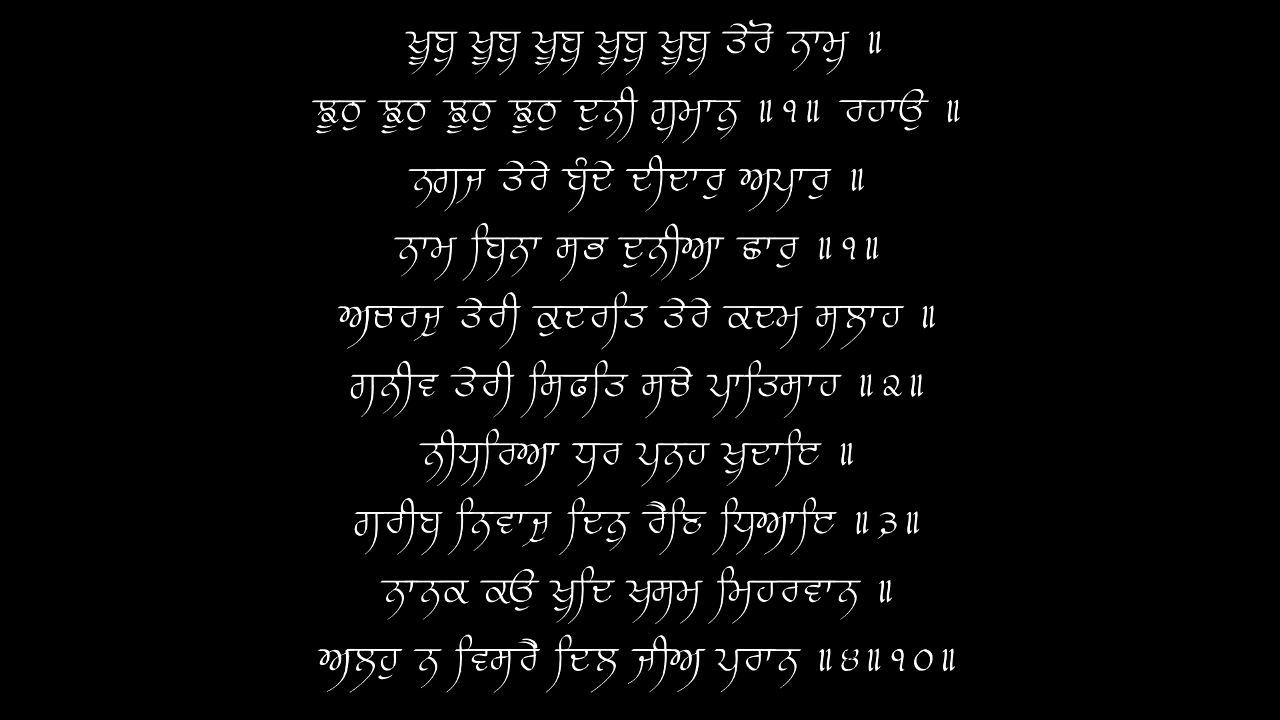 ਖੂਬੁ ਖੂਬੁ ਖੂਬੁ ਖੂਬੁ ਖੂਬੁ ਤੇਰੋ ਨਾਮੁ ॥
ਝੂਠੁ ਝੂਠੁ ਝੂਠੁ ਝੂਠੁ ਦੁਨੀ ਗੁਮਾਨੁ ॥੧॥ ਰਹਾਉ ॥
ਨਗਜ ਤੇਰੇ ਬੰਦੇ ਦੀਦਾਰੁ ਅਪਾਰੁ ॥
ਨਾਮ ਬਿਨਾ ਸਭ ਦੁਨੀਆ ਛਾਰੁ ॥੧॥
ਅਚਰਜੁ ਤੇਰੀ ਕੁਦਰਤਿ ਤੇਰੇ ਕਦਮ ਸਲਾਹ ॥
ਗਨੀਵ ਤੇਰੀ ਸਿਫਤਿ ਸਚੇ ਪਾਤਿਸਾਹ ॥੨॥
ਨੀਧਰਿਆ ਧਰ ਪਨਹ ਖੁਦਾਇ ॥
ਗਰੀਬ ਨਿਵਾਜੁ ਦਿਨੁ ਰੈਣਿ ਧਿਆਇ ॥੩॥
ਨਾਨਕ ਕਉ ਖੁਦਿ ਖਸਮ ਮਿਹਰਵਾਨ ॥
ਅਲਹੁ ਨ ਵਿਸਰੈ ਦਿਲ ਜੀਅ ਪਰਾਨ ॥੪॥੧੦॥